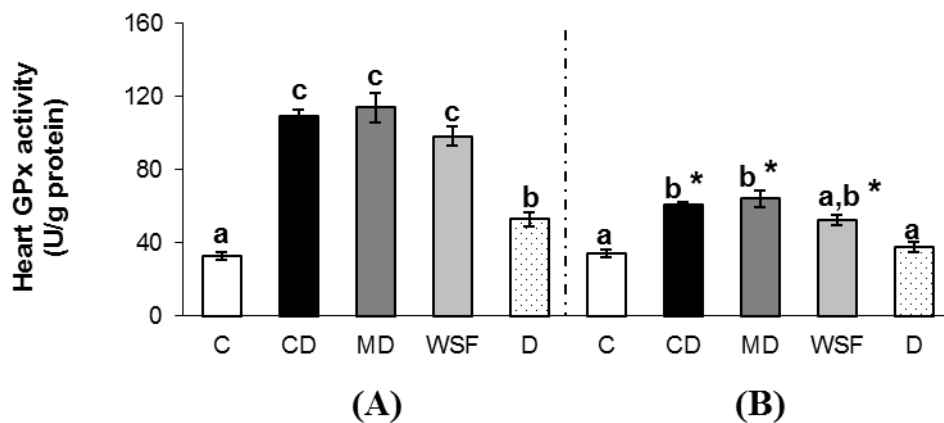 Heart GPx activity
(U/g protein)
160
120
80
40
0
a
c
c
c
b
a
b *
b *
a,b *
a
C CD MD WSF D C CD MD WSF D
(A) (B)